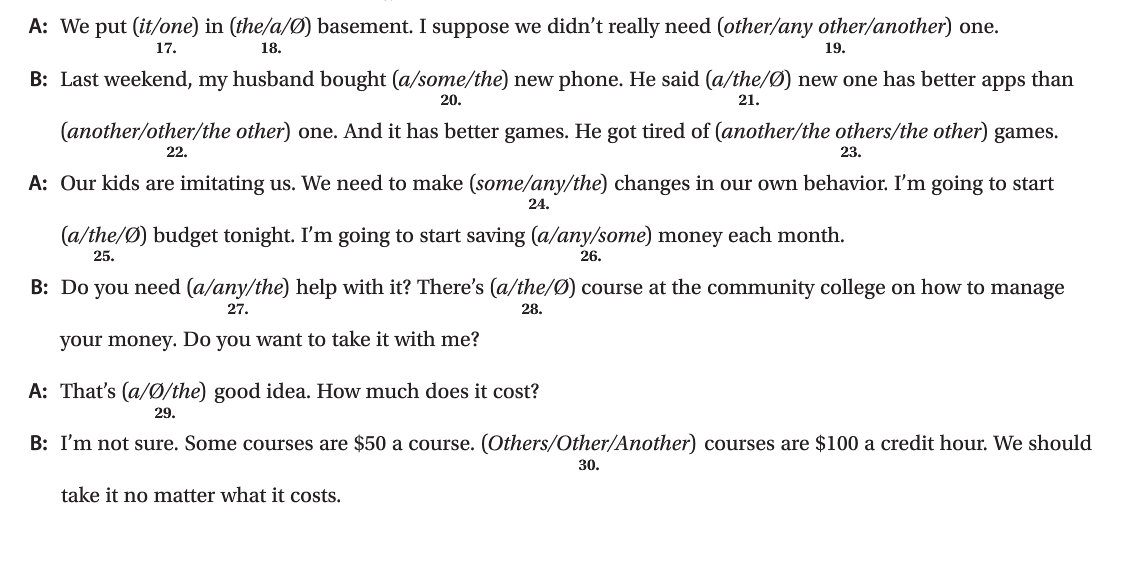 A: We put (it/one) in (the/a/Ø) basement. I suppose we didn't really need (other/any other/another) one.
17. 18. 19.
B: Last weekend, my husband bought (a/some/the) new phone. He said (a/the/Ø) new one has better apps than
20. 21.
(another/other/the other) one. And it has better games. He got tired of (another/the others/the other) games.
22. 23.
A: Our kids are imitating us. We need to make (some/any/the) changes in our own behavior. I'm going to start
24.
(a/the/Ø) budget tonight. I'm going to start saving (a/any/some) money each month.
25. 26.
B: Do you need (a/any/the) help with it? There's (a/the/Ø) course at the community college on how to manage
27. 28.
your money. Do you want to take it with me?
A: That's (a/Ø/the) good idea. How much does it cost?
29.
B: I'm not sure. Some courses are $50 a course. (Others/Other/Another) courses are $100 a credit hour. We should
30.
take it no matter what it costs.